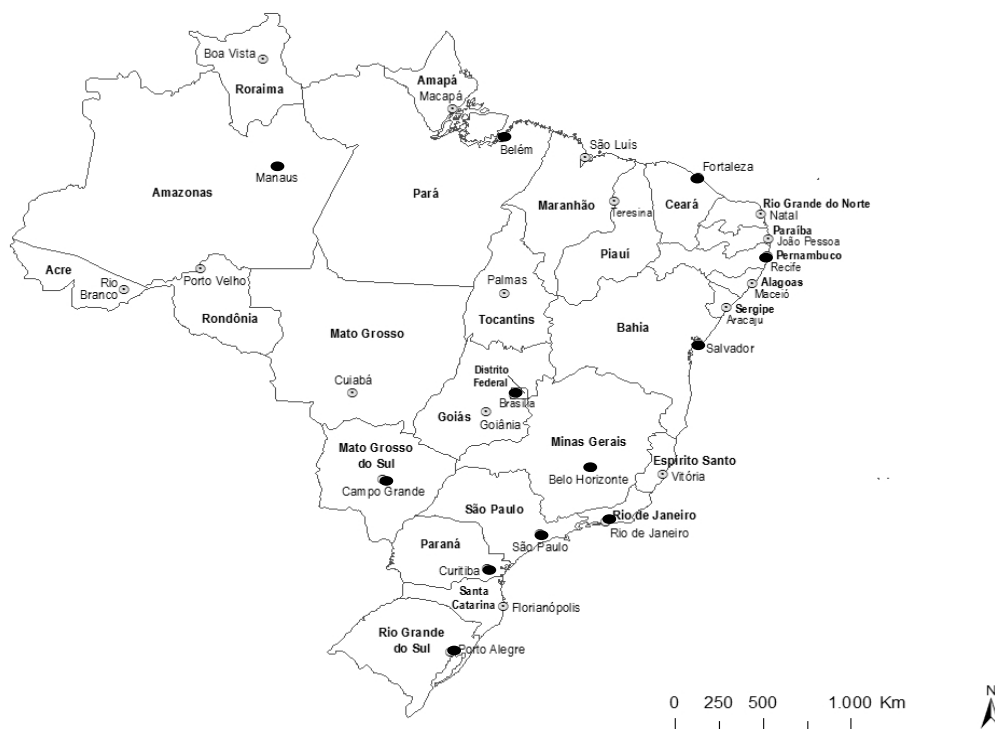 Boa Vista
Roraima
Amapá
Macapá
Belém
São Luís
Fortaleza
Manaus
Amazonas
Pará
Maranhão
Teresina
Ceará
Rio Grande do Norte
Natal
Paraíba
João Pessoa
Piauí
Pernambuco
Recife
Acre
Rio
Branco
Porto Velho
Palmas
Alagoas
Maceió
Rondônia
Mato Grosso
Tocantins
Bahia
Sergipe
Aracaju
Salvador
Cuiabá
Distrito
Federal
Brasília
Goiás
Goiânia
Minas Gerais
Mato Grosso
do Sul
Campo Grande
Belo Horizonte
Espírito Santo
Vitória
São Paulo
Rio de Janeiro
Rio de Janeiro
Paraná
São Paulo
Curitiba
Santa
Catarina
Florianópolis
Rio Grande
do Sul
Porto Alegre
0 250 500 1.000 Km
N